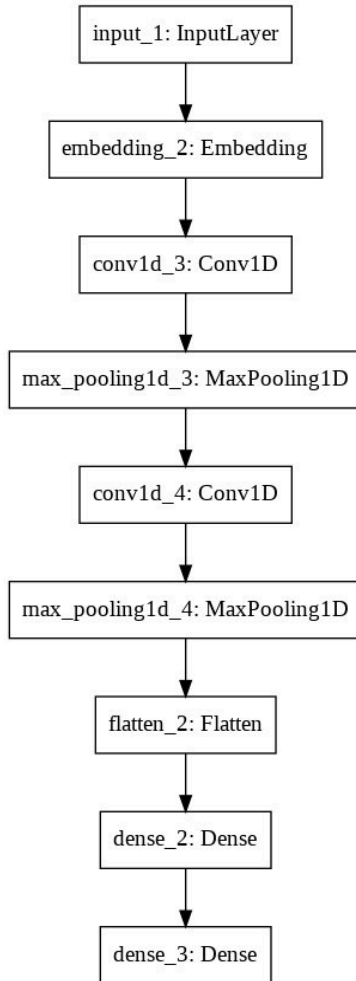 input_1: InputLayer
embedding_2: Embedding
conv1d_3: Conv1D
max_pooling1d_3: MaxPooling1D
conv1d_4: Conv1D
max_pooling1d_4: MaxPooling1D
flatten_2: Flatten
dense_2: Dense
dense_3: Dense